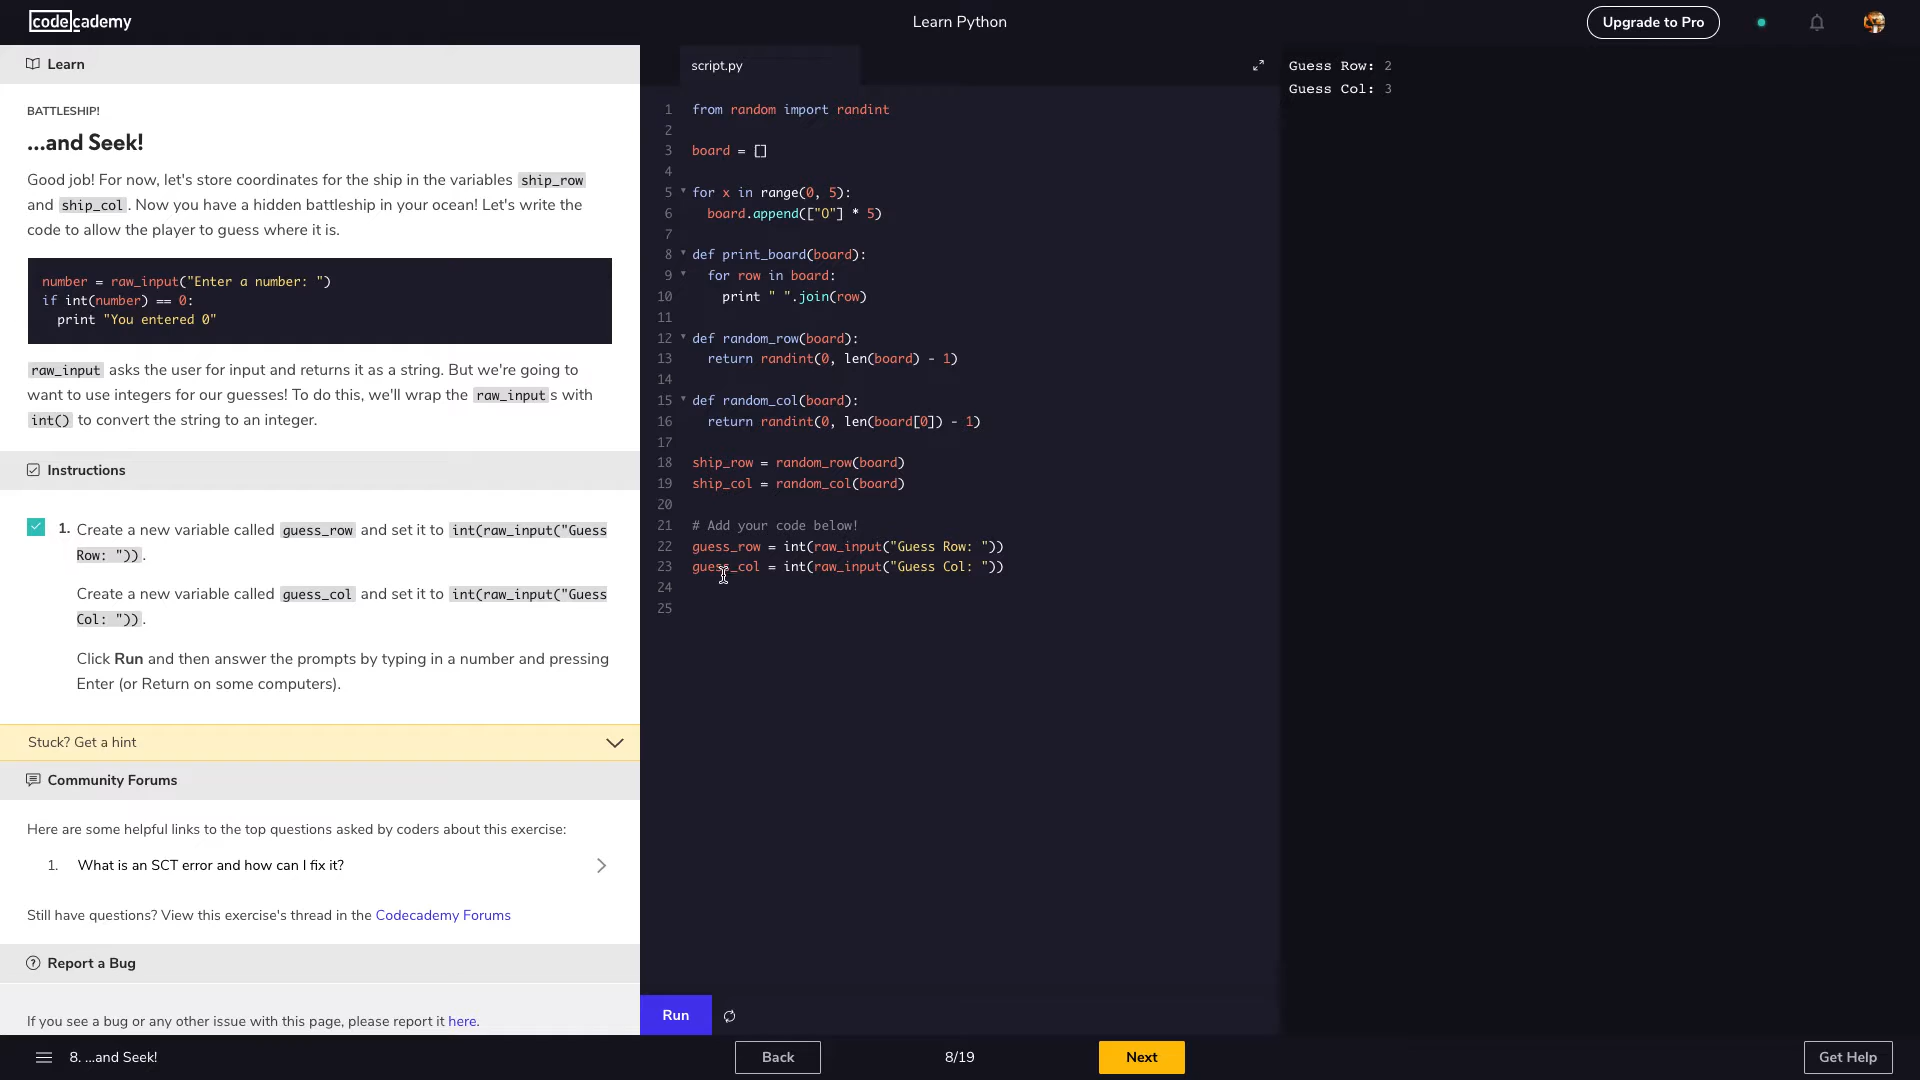 codecademy
Learn Python
Upgrade to Pro
Learn
BATTLESHIP!
...and Seek!
Good job! For now, let's store coordinates for the ship in the variables ship_row
and ship_col. Now you have a hidden battleship in your ocean! Let's write the
code to allow the player to guess where it is.
number = raw_input("Enter a number: ")
if int(number) == 0:
  print "You entered 0"
raw_input asks the user for input and returns it as a string. But we're going to
want to use integers for our guesses! To do this, we'll wrap the raw_inputs with
int() to convert the string to an integer.
Instructions
1. Create a new variable called guess_row and set it to int(raw_input("Guess
Row: ")).
Create a new variable called guess_col and set it to int(raw_input("Guess
Col: ")).
Click Run and then answer the prompts by typing in a number and pressing
Enter (or Return on some computers).
Stuck? Get a hint
Community Forums
Here are some helpful links to the top questions asked by coders about this exercise:
1. What is an SCT error and how can I fix it?
Still have questions? View this exercise's thread in the Codecademy Forums
? Report a Bug
If you see a bug or any other issue with this page, please report it here.
script.py
1 from random import randint
2
3 board = []
4
5 for x in range(0, 5):
6   board.append(["O"] * 5)
7
8 def print_board(board):
9   for row in board:
10     print " ".join(row)
11
12 def random_row(board):
13   return randint(0, len(board) - 1)
14
15 def random_col(board):
16   return randint(0, len(board[0]) - 1)
17
18 ship_row = random_row(board)
19 ship_col = random_col(board)
20
21 # Add your code below!
22 guess_row = int(raw_input("Guess Row: "))
23 guess_col = int(raw_input("Guess Col: "))
24
25
Run
Guess Row: 2
Guess Col: 3
8. ...and Seek!
Back
8/19
Next
Get Help